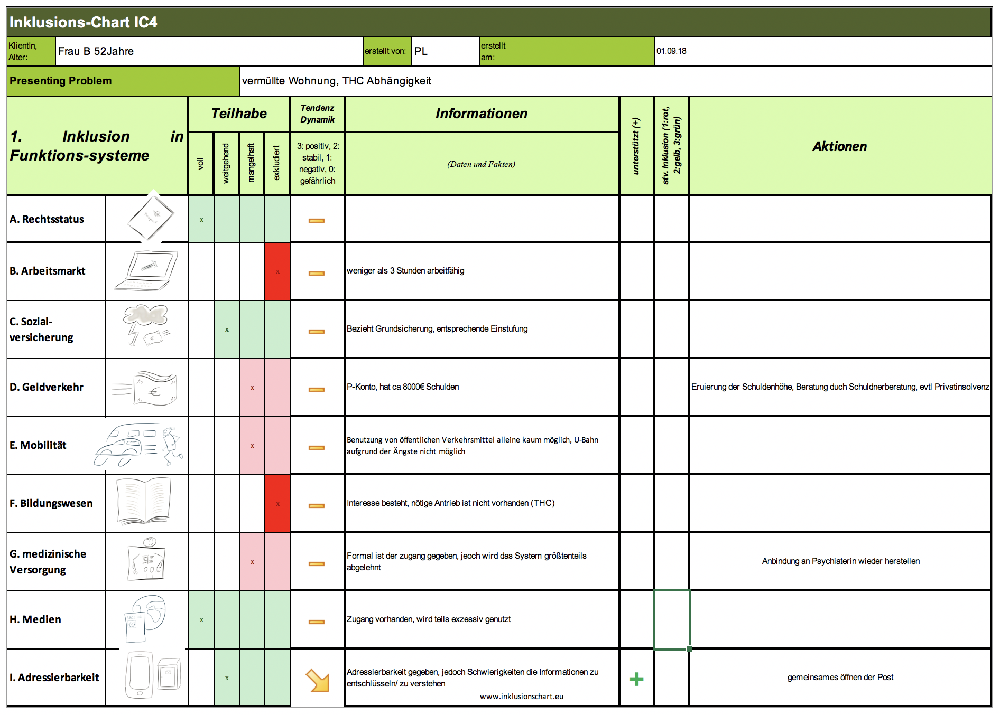 Inklusions-Chart IC4
KlientIn,
Alter:
Frau B 52Jahre
erstellt von:
PL
erstellt
am:
01.09.18
Presenting Problem
vermüllte Wohnung, THC Abhängigkeit
1. Inklusion in
Funktions-systeme
Teilhabe
voll
weitgehend
mangelhaft
exkludiert
Tendenz
Dynamik
3: positiv, 2:
stabil, 1:
negativ, 0:
gefährlich
Informationen
(Daten und Fakten)
unterstützt (+)
stv. Inklusion (1:rot,
2:gelb, 3:grün)
Aktionen
A. Rechtsstatus
x
B. Arbeitsmarkt
x
weniger als 3 Stunden arbeitfähig
C. Sozial-
versicherung
x
Bezieht Grundsicherung, entsprechende Einstufung
D. Geldverkehr
x
P-Konto, hat ca 8000€ Schulden
Eruierung der Schuldenhöhe, Beratung duch Schuldnerberatung, evtl Privatinsolvenz
E. Mobilität
x
Benutzung von öffentlichen Verkehrsmittel alleine kaum möglich, U-Bahn
aufgrund der Ängste nicht möglich
F. Bildungswesen
x
Interesse besteht, nötige Antrieb ist nicht vorhanden (THC)
G. medizinische
Versorgung
x
Formal ist der zugang gegeben, jeoch wird das System größtenteils
abgelehnt
Anbindung an Psychiaterin wieder herstellen
H. Medien
x
Zugang vorhanden, wird teils exzessiv genutzt
I. Adressierbarkeit
x
Adressierbarkeit gegeben, jedoch Schwierigkeiten die Informationen zu
entschlüsseln/ zu verstehen
gemeinsames öffnen der Post
www.inklusionschart.eu